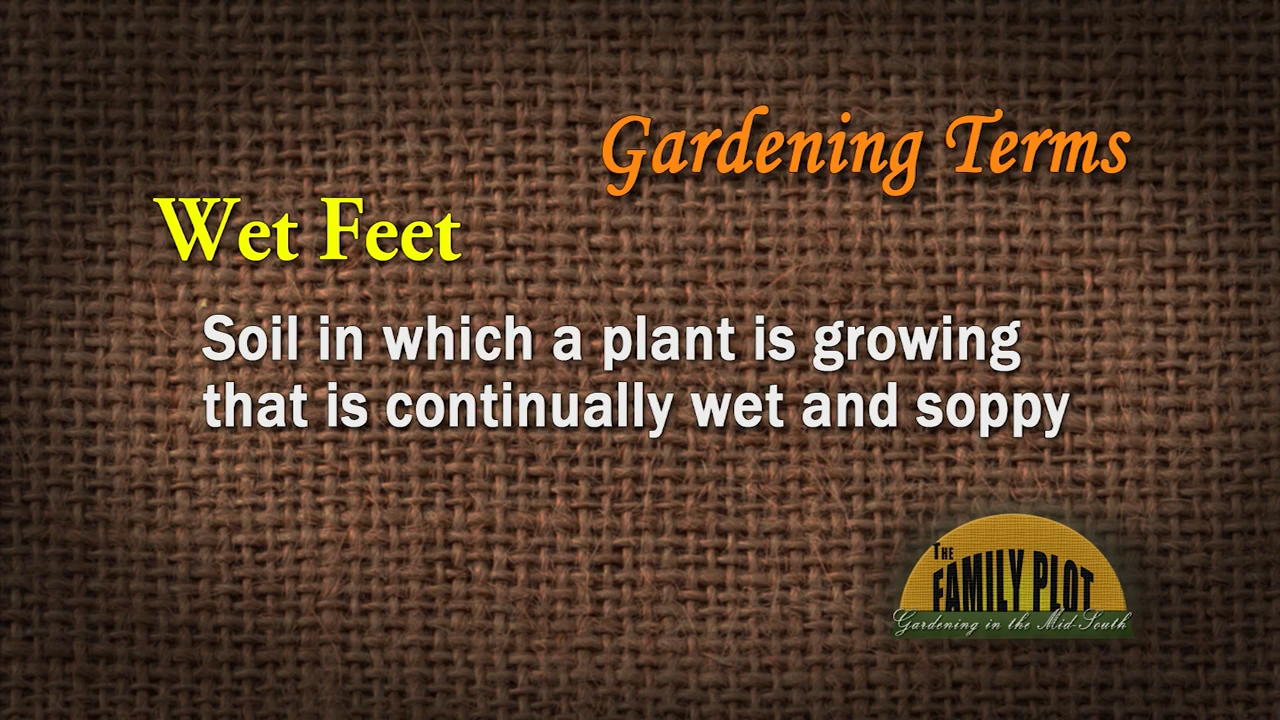 Gardening Terms
Wet Feet
Soil in which a plant is growing
that is continually wet and soppy
THE
FAMILY PLOT
Gardening in the Mid-South